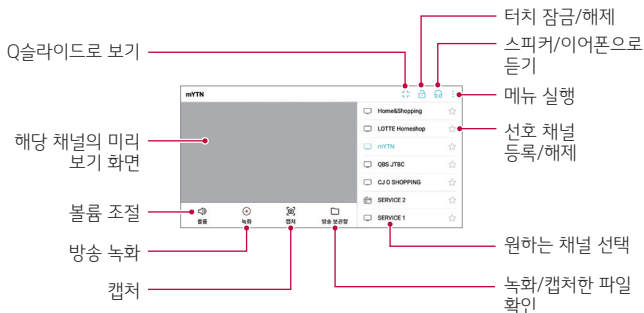 터치 잠금/해제
Q슬라이드로 보기
스피커/이어폰으로
듣기
메뉴 실행
mYTN
Home&Shopping
LOTTE Homeshop
mYTN
QBS JTBC
CJ O SHOPPING
SERVICE 2
SERVICE 1
해당 채널의 미리
보기 화면
선호 채널
등록/해제
볼륨 조절
볼륨
녹화
캡처
방송 보관함
방송 녹화
캡처
원하는 채널 선택
녹화/캡처한 파일
확인